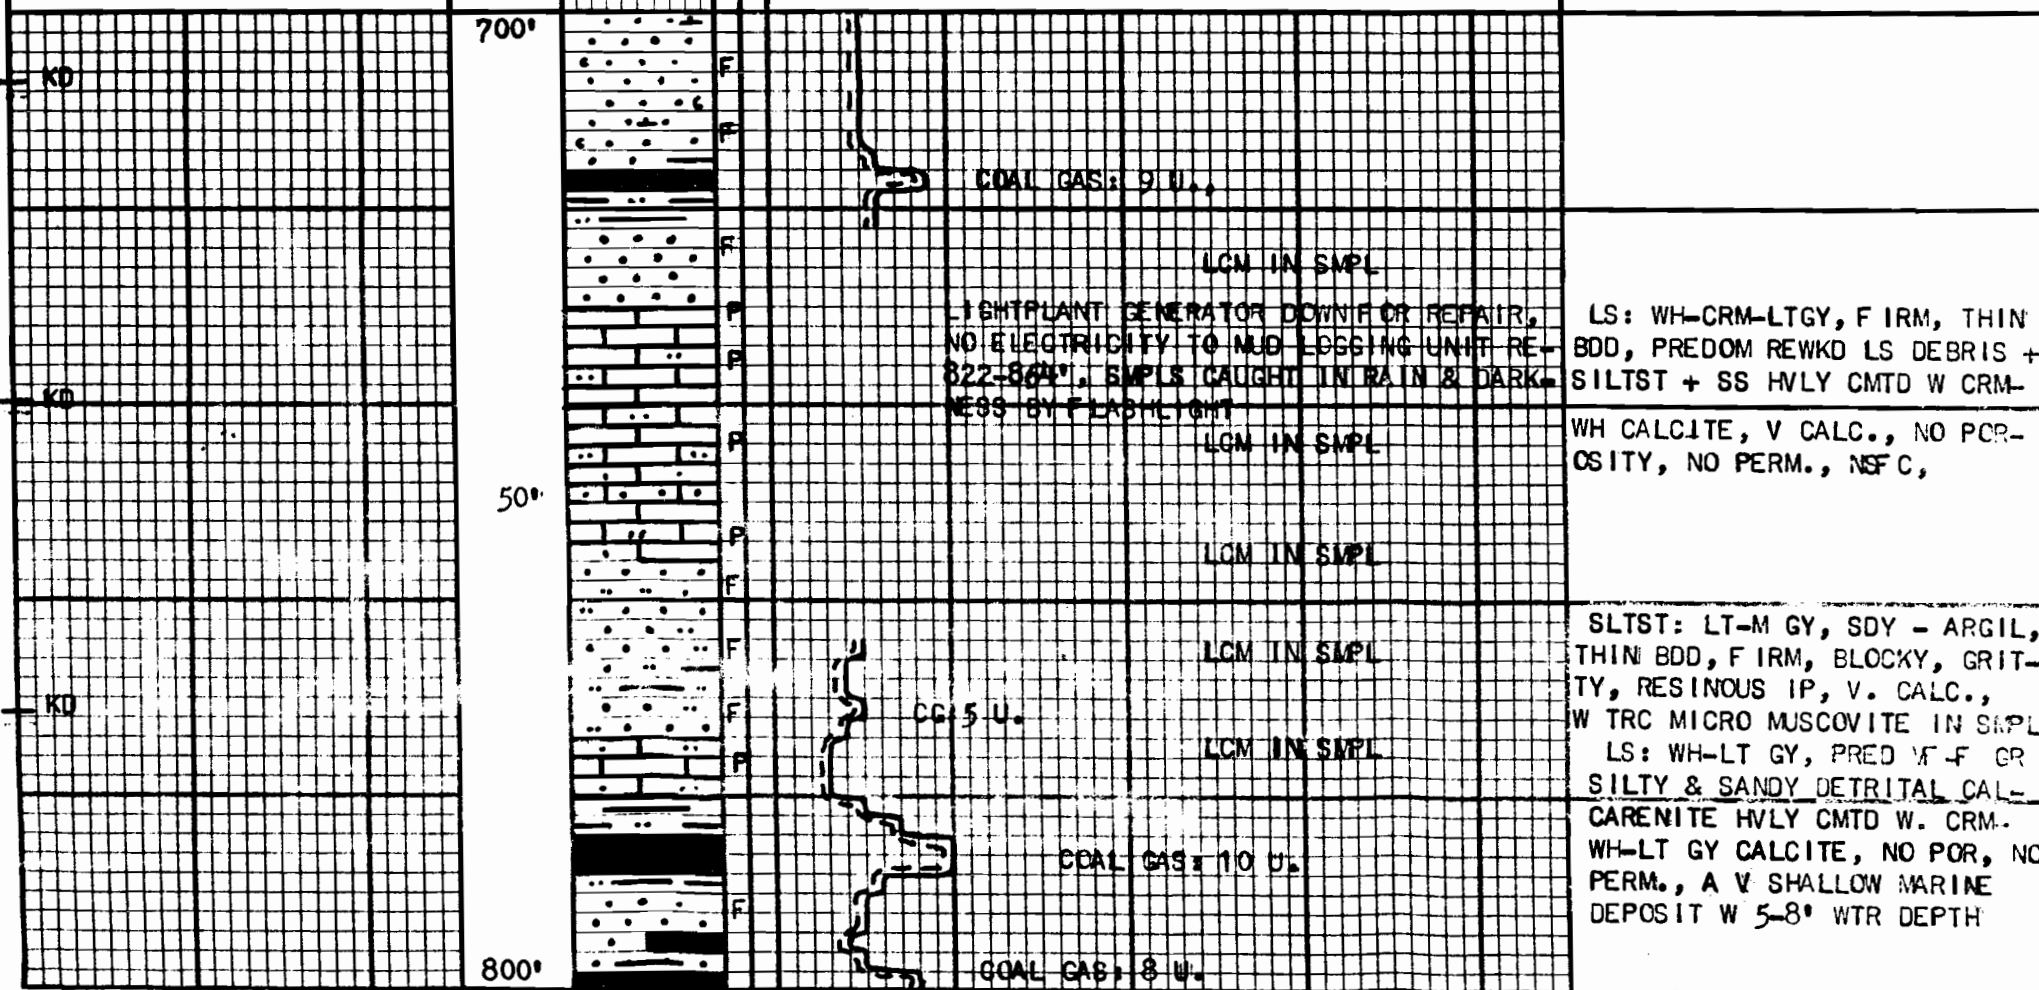 700'
KD
F
F
COAL GAS: 9 U.,
F
LCM IN SMPL
P
LIGHTPLANT GENERATOR DOWN FOR REPAIR,
NO ELECTRICITY TO MUD LOGGING UNIT RE-
P
822-864', SMPLS CAUGHT IN RAIN & DARK-
NESS BY FLASHLIGHT
KD
LS: WH-CRM-LTGY, FIRM, THIN
BDD, PREDOM REWKD LS DEBRIS +
SILTST + SS HVLY CMTD W CRM-
WH CALCITE, V CALC., NO POR-
OSITY, NO PERM., NSFC,
P
LCM IN SMPL
50'
P
LCM IN SMPL
F
F
LCM IN SMPL
KD
F
CG 5 U.
P
LCM IN SMPL
SLTST: LT-M GY, SDY - ARGIL,
THIN BDD, FIRM, BLOCKY, GRIT-
TY, RESINOUS IP, V. CALC.,
W TRC MICRO MUSCOVITE IN SMPL
LS: WH-LT GY, PRED VF-F GR
SILTY & SANDY DETRITAL CAL-
CARENITE HVLY CMTD W. CRM-
WH-LT GY CALCITE, NO POR, NO
PERM., A V SHALLOW MARINE
DEPOSIT W 5-8' WTR DEPTH
COAL GAS: 10 U.
F
800'
COAL GAS: 8 U.